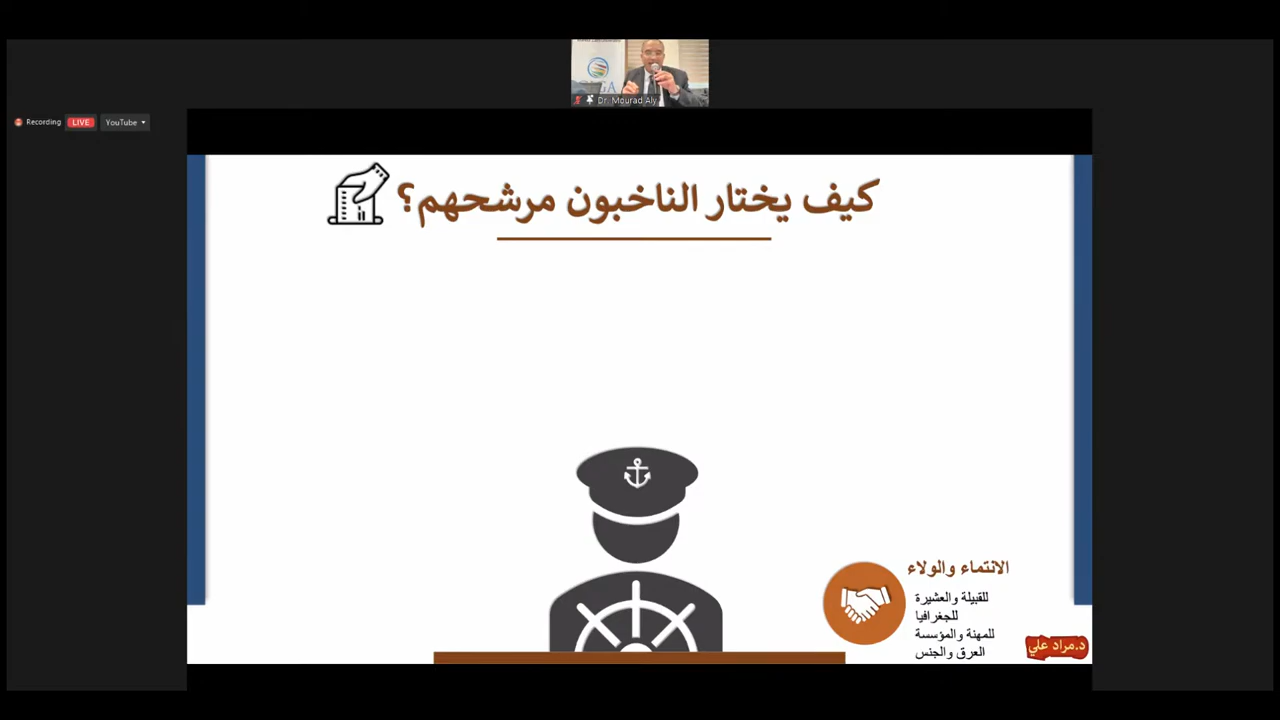 Dr. Mourad Aly
Recording
LIVE
YouTube
كيف يختار الناخبون مرشحهم؟
الانتماء والولاء
للقبيلة والعشيرة
للجغرافيا
للمهنة والمؤسسة
العرق والجنس
د.مراد علي